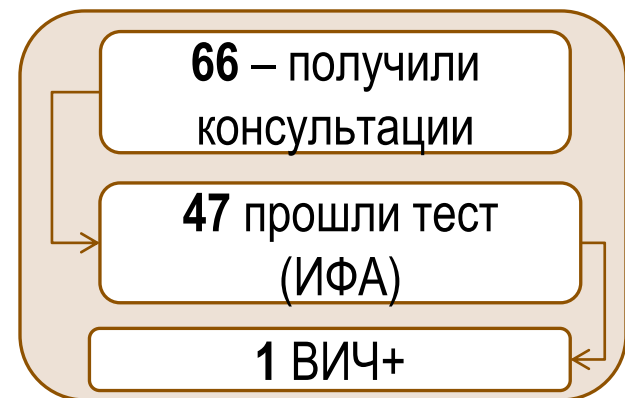 66 – получили
консультации
47 прошли тест
(ИФА)
1 ВИЧ+